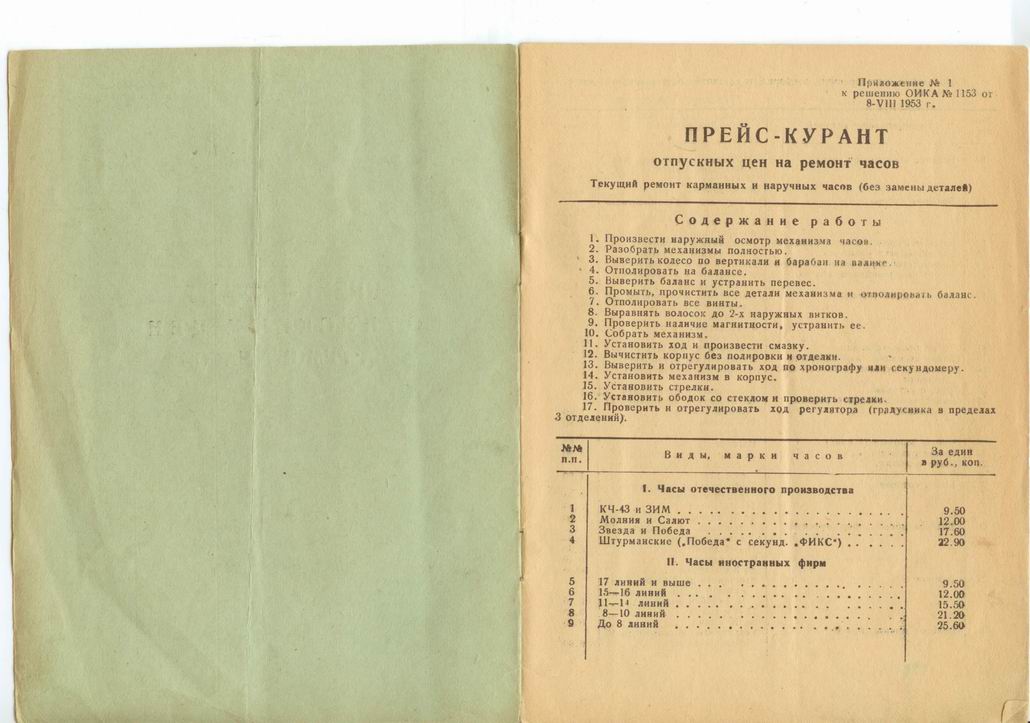 Приложение № 1
к решению ОИКА № 1153 от
8-VIII 1953 г.
ПРЕЙС-КУРАНТ
отпускных цен на ремонт часов
Текущий ремонт карманных и наручных часов (без замены деталей)
Содержание работы
1. Произвести наружный осмотр механизма часов.
2. Разобрать механизмы полностью.
3. Выверить колесо по вертикали и барабан на валике.
4. Отполировать на балансе.
5. Выверить баланс и устранить перевес.
6. Промыть, прочистить все детали механизма и отполировать баланс.
7. Отполировать все винты.
8. Выравнять волосок до 2-х наружных витков.
9. Проверить наличие магнитности, устранить ее.
10. Собрать механизм.
11. Установить ход и произвести смазку.
12. Вычистить корпус без полировки и отделки.
13. Выверить и отрегулировать ход по хронографу или секундомеру.
14. Установить механизм в корпус.
15. Установить стрелки.
16. Установить ободок со стеклом и проверить стрелки.
17. Проверить и отрегулировать ход регулятора (градусника в пределах
3 отделений).
№№ п.п. Виды, марки часов За един в руб., коп.
I. Часы отечественного производства
1 КЧ-43 и ЗИМ 9.50
2 Молния и Салют 12.00
3 Звезда и Победа 17.60
4 Штурманские („Победа" с секунд. „ФИКС") 22.90
II. Часы иностранных фирм
5 17 линий и выше 9.50
6 15—16 линий 12.00
7 11—14 линий 15.50
8 8—10 линий 21.20
9 До 8 линий 25.60